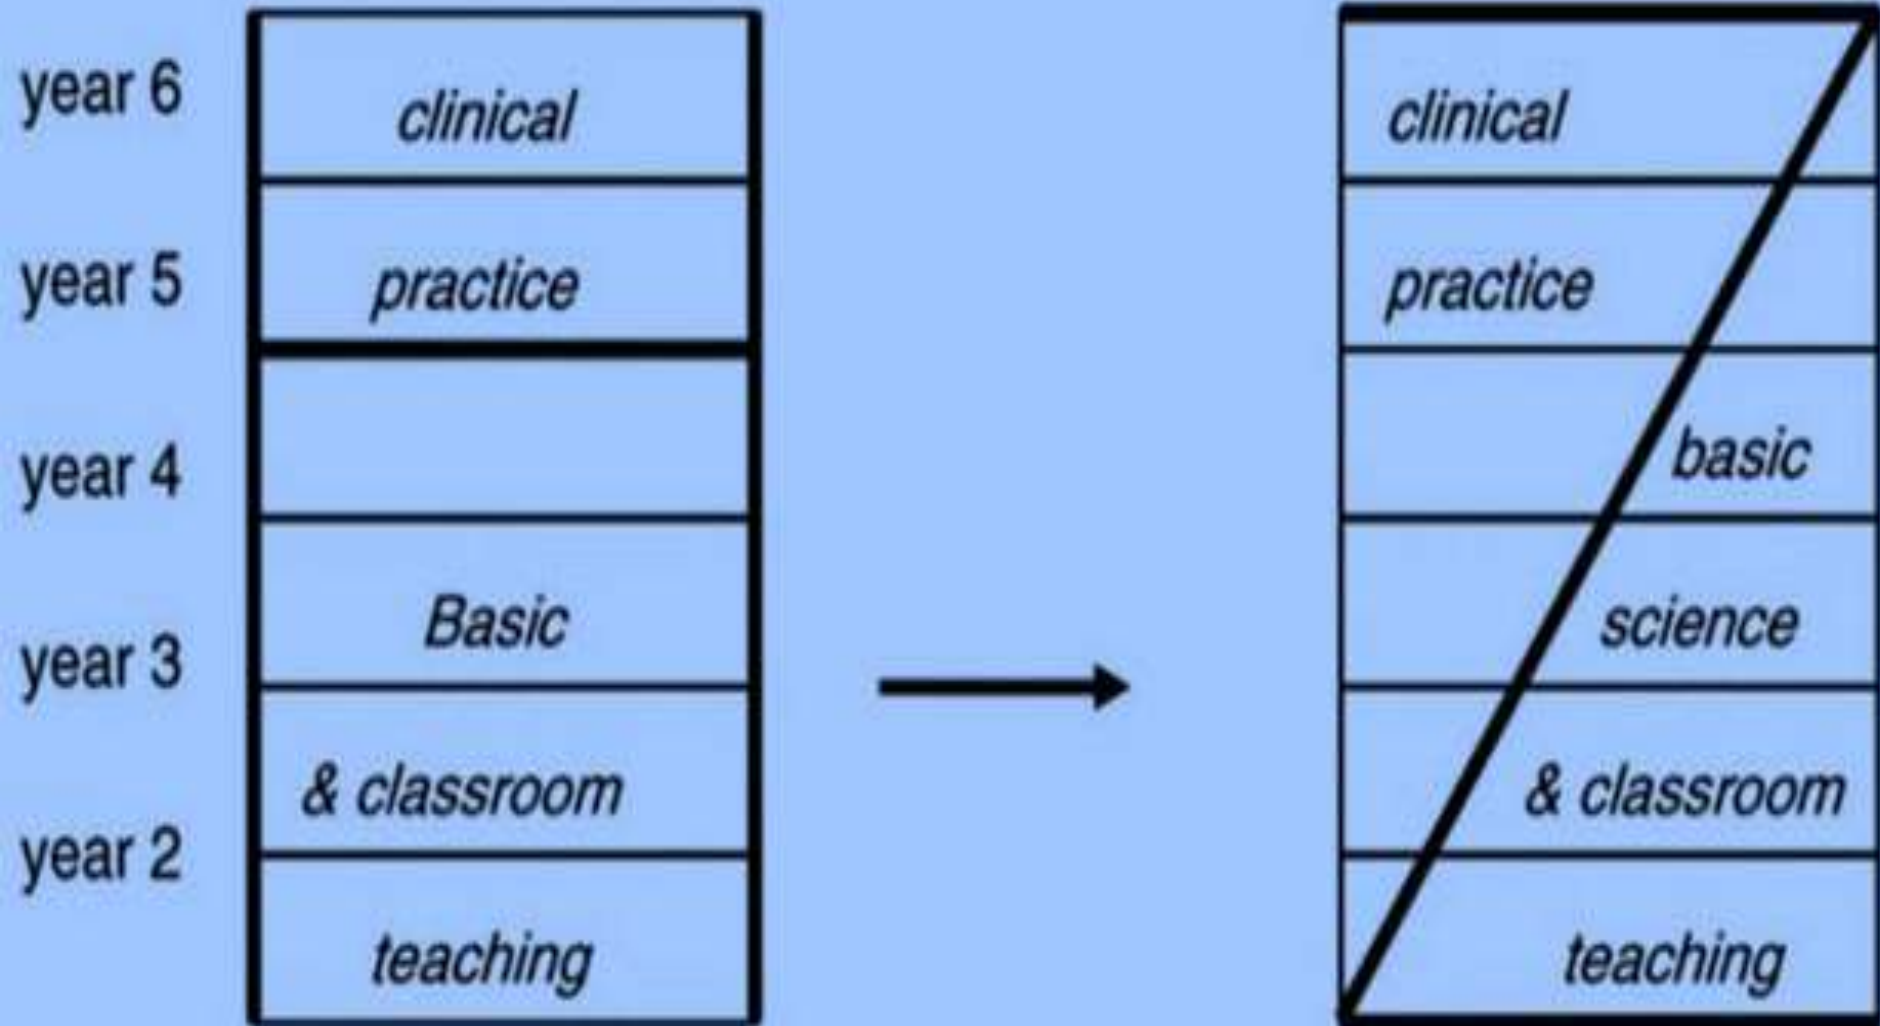 year 6
clinical
clinical
year 5
practice
practice
year 4
basic
year 3
Basic
science
year 2
& classroom
& classroom
teaching
teaching